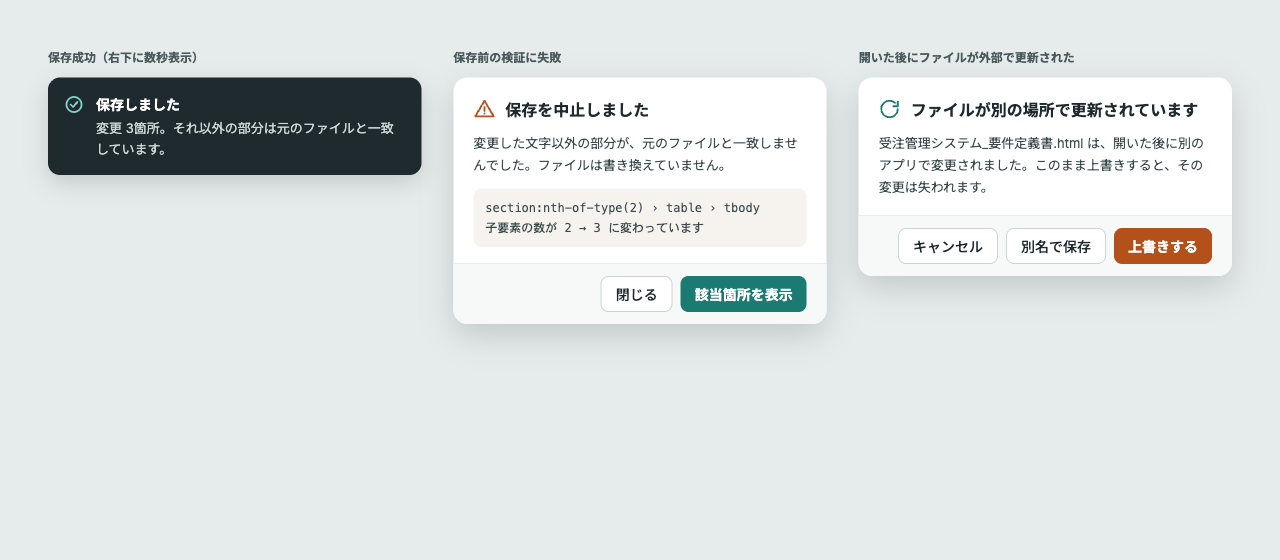 保存成功（右下に数秒表示）
保存しました
変更 3箇所。それ以外の部分は元のファイルと一致
しています。
保存前の検証に失敗
保存を中止しました
変更した文字以外の部分が、元のファイルと一致しませ
んでした。ファイルは書き換えていません。
section:nth-of-type(2) › table › tbody
子要素の数が 2 → 3 に変わっています
閉じる
該当箇所を表示
開いた後にファイルが外部で更新された
ファイルが別の場所で更新されています
受注管理システム_要件定義書.html は、開いた後に別の
アプリで変更されました。このまま上書きすると、その
変更は失われます。
キャンセル
別名で保存
上書きする